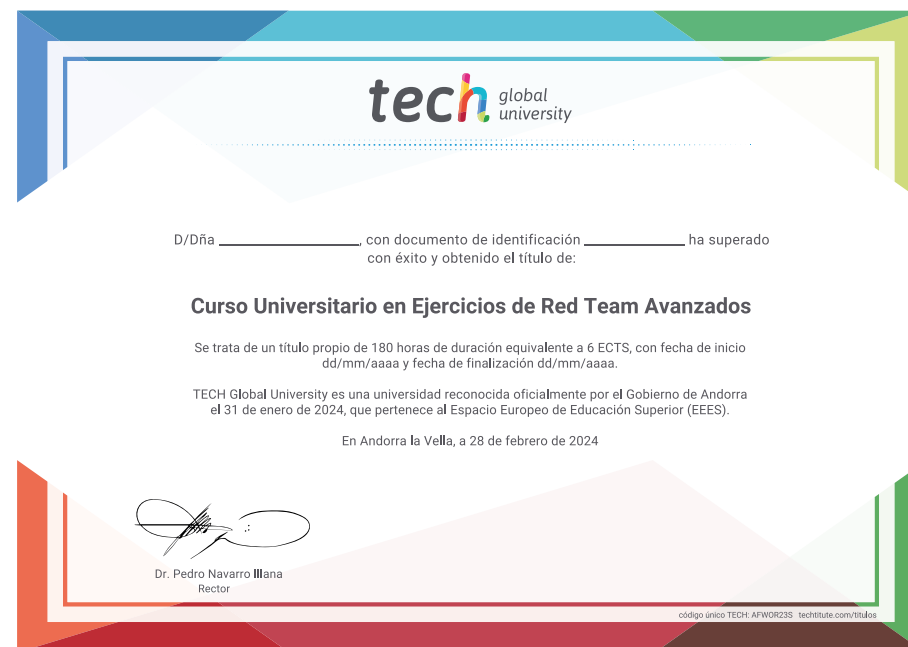 tech global university
D/Dña ________________, con documento de identificación ____________ ha superado
con éxito y obtenido el título de:
Curso Universitario en Ejercicios de Red Team Avanzados
Se trata de un título propio de 180 horas de duración equivalente a 6 ECTS, con fecha de inicio
dd/mm/aaaa y fecha de finalización dd/mm/aaaa.
TECH Global University es una universidad reconocida oficialmente por el Gobierno de Andorra
el 31 de enero de 2024, que pertenece al Espacio Europeo de Educación Superior (EEES).
En Andorra la Vella, a 28 de febrero de 2024
Dr. Pedro Navarro Illana
Rector
código único TECH: AFWOR23S techtitute.com/titulos